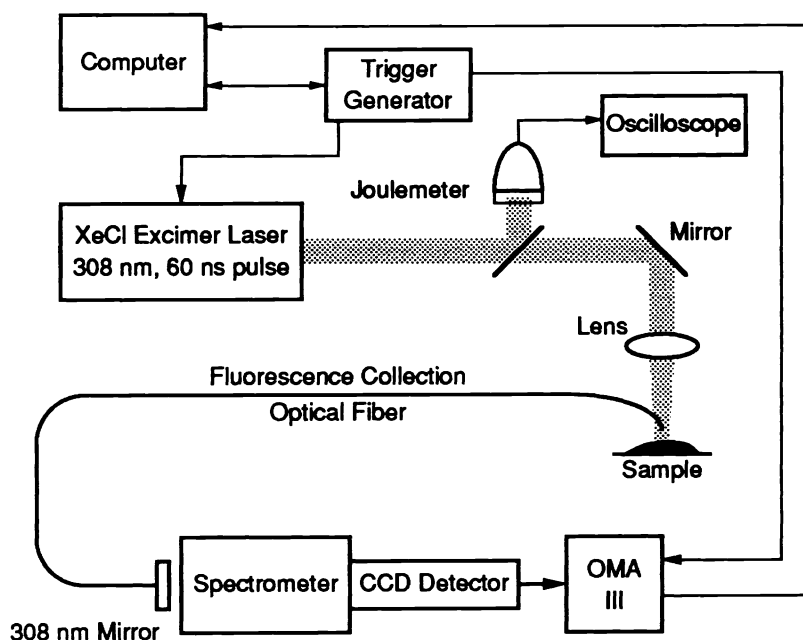 Computer
Trigger
Generator
Oscilloscope
Joulemeter
XeCl Excimer Laser
308 nm, 60 ns pulse
Mirror
Lens
Fluorescence Collection
Optical Fiber
Sample
Spectrometer
CCD Detector
OMA
III
308 nm Mirror